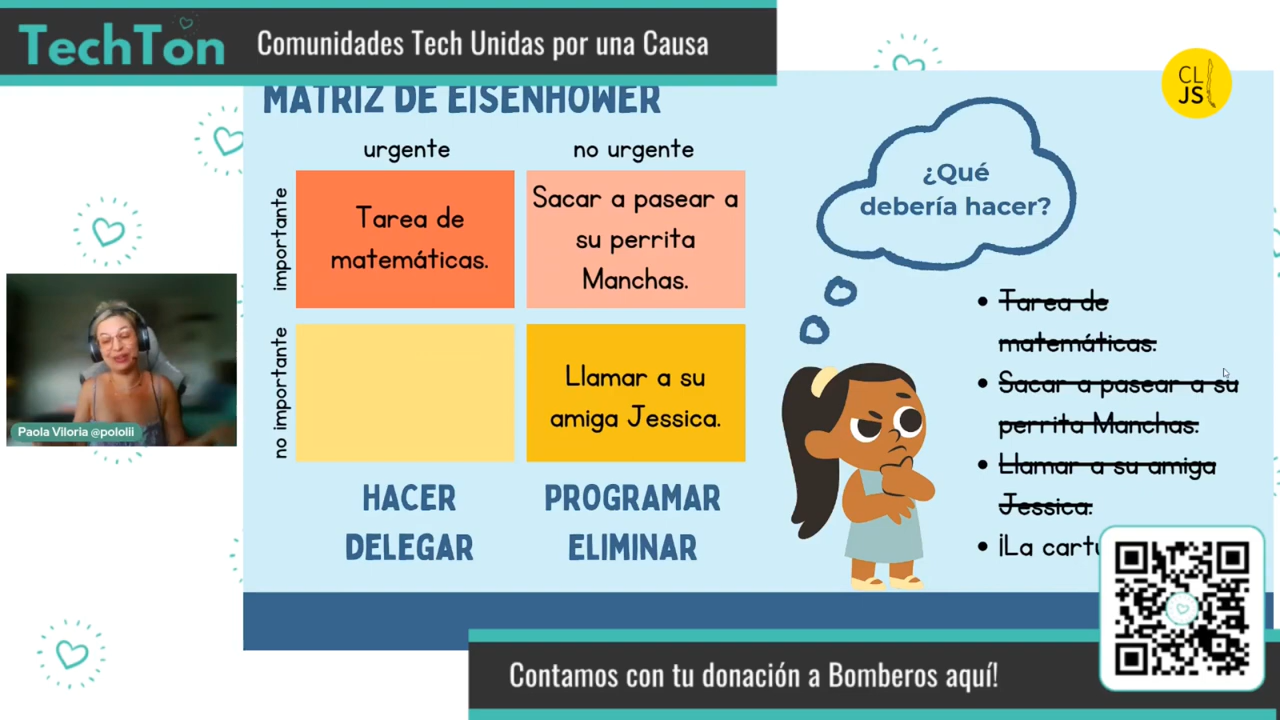 TechTon
Comunidades Tech Unidas por una Causa
CL
JS
MATRIZ DE EISENHOWER
urgente
no urgente
importante
Tarea de
matemáticas.
Sacar a pasear a
su perrita
Manchas.
no importante
Llamar a su
amiga Jessica.
HACER
PROGRAMAR
DELEGAR
ELIMINAR
¿Qué
debería hacer?
• Tarea de
matemáticas.
• Sacar a pasear a su
perrita Manchas.
• Llamar a su amiga
Jessica.
• ¡La
Paola Viloria @pololii
Contamos con tu donación a Bomberos aquí!